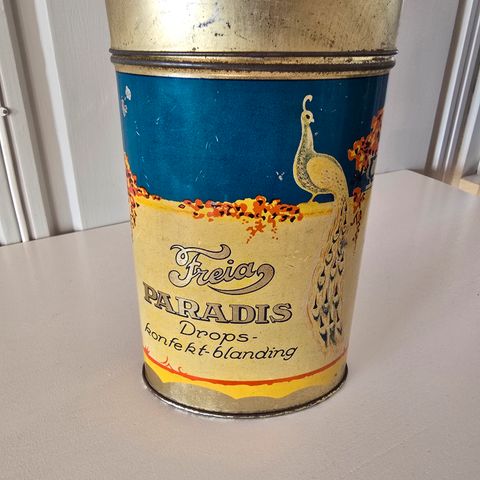 Freia
PARADIS
Drops-
konfekt-blanding